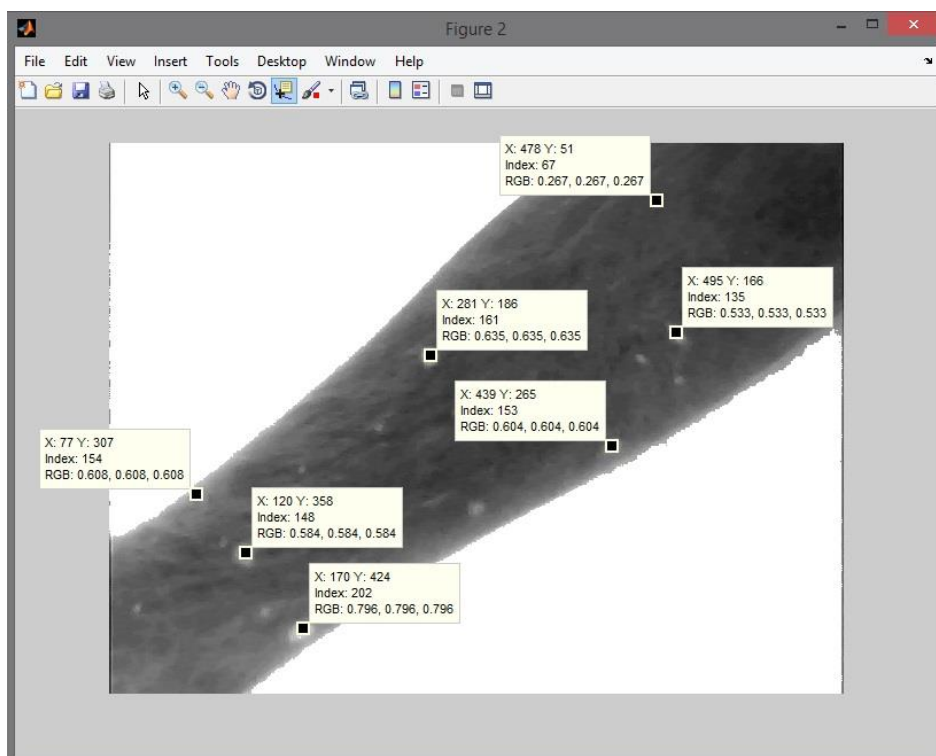 Figure 2
File Edit View Insert Tools Desktop Window Help
X: 478 Y: 51
Index: 67
RGB: 0.267, 0.267, 0.267
X: 495 Y: 166
Index: 135
RGB: 0.533, 0.533, 0.533
X: 281 Y: 186
Index: 161
RGB: 0.635, 0.635, 0.635
X: 439 Y: 265
Index: 153
RGB: 0.604, 0.604, 0.604
X: 77 Y: 307
Index: 154
RGB: 0.608, 0.608, 0.608
X: 120 Y: 358
Index: 148
RGB: 0.584, 0.584, 0.584
X: 170 Y: 424
Index: 202
RGB: 0.796, 0.796, 0.796